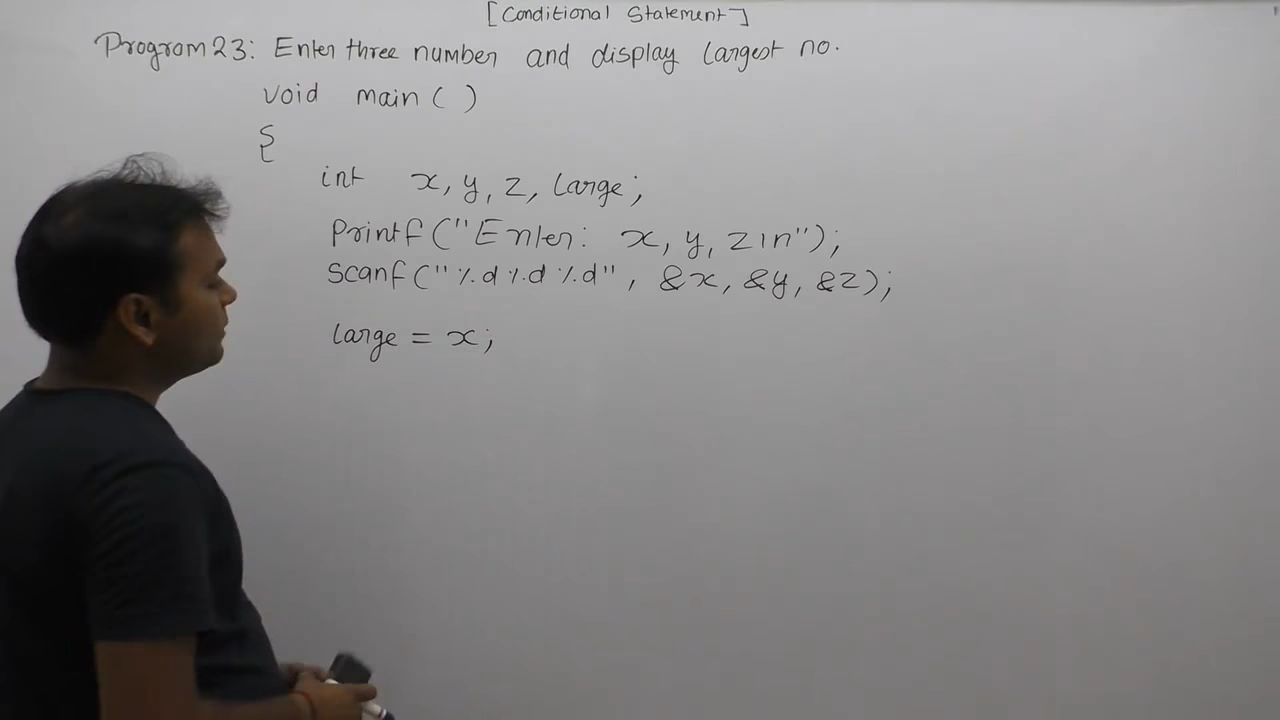 [Conditional Statement]
Program 23: Enter three number and display largest no.
void main ( )
{
int x, y, z, large;
Printf ("Enter: x, y, z\n");
Scanf ("%d %d %d", &x, &y, &z);
large = x;